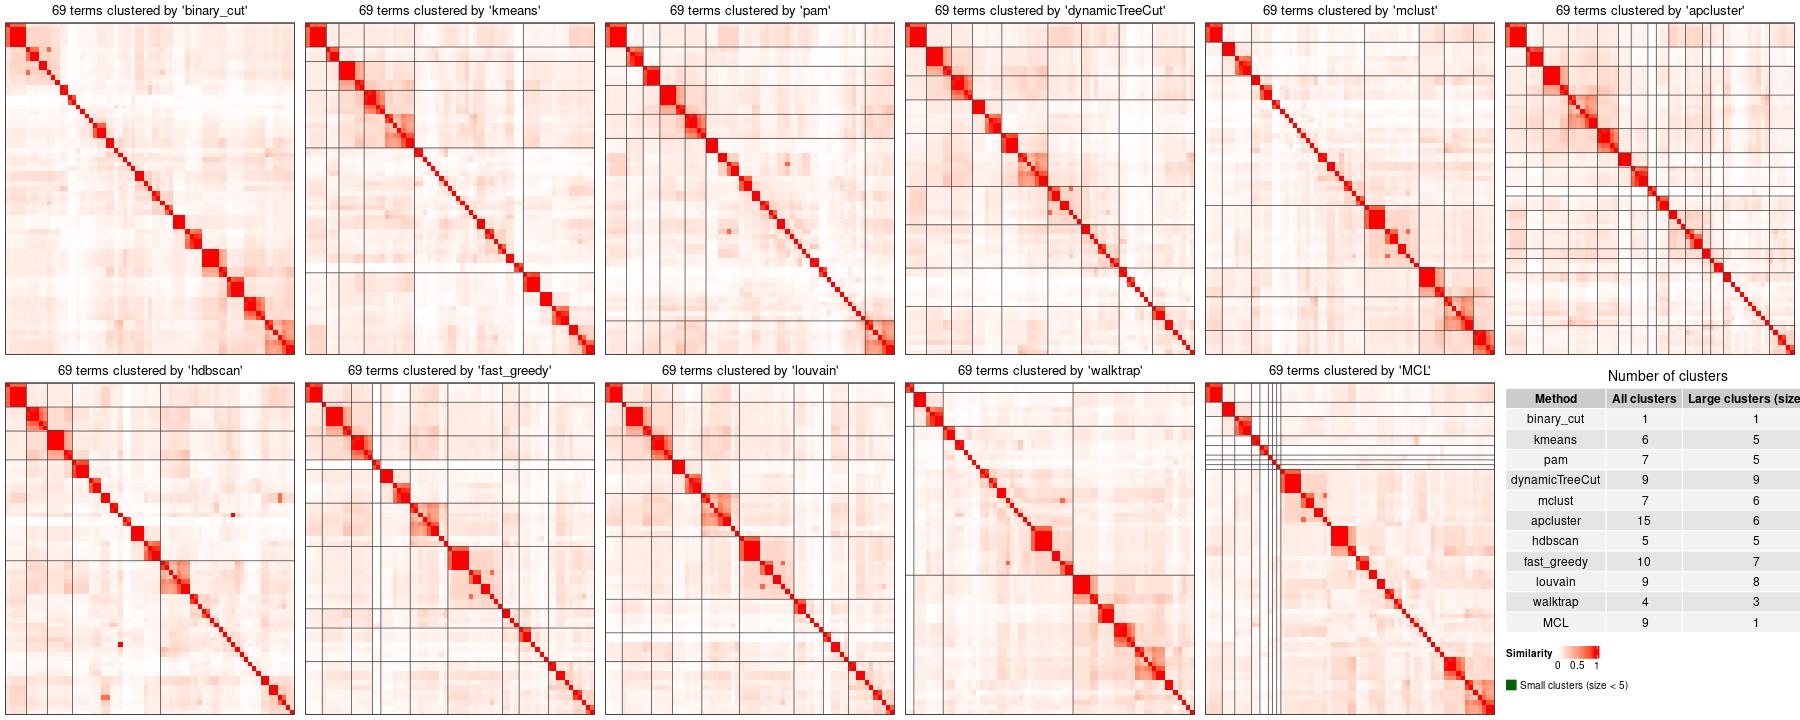 69 terms clustered by 'binary_cut'
69 terms clustered by 'kmeans'
69 terms clustered by 'pam'
69 terms clustered by 'dynamicTreeCut'
69 terms clustered by 'mclust'
69 terms clustered by 'apcluster'
69 terms clustered by 'hdbscan'
69 terms clustered by 'fast_greedy'
69 terms clustered by 'louvain'
69 terms clustered by 'walktrap'
69 terms clustered by 'MCL'
Number of clusters
Method All clusters Large clusters (size
binary_cut 1 1
kmeans 6 5
pam 7 5
dynamicTreeCut 9 9
mclust 7 6
apcluster 15 6
hdbscan 5 5
fast_greedy 10 7
louvain 9 8
walktrap 4 3
MCL 9 1
Similarity
0 0.5 1
Small clusters (size < 5)